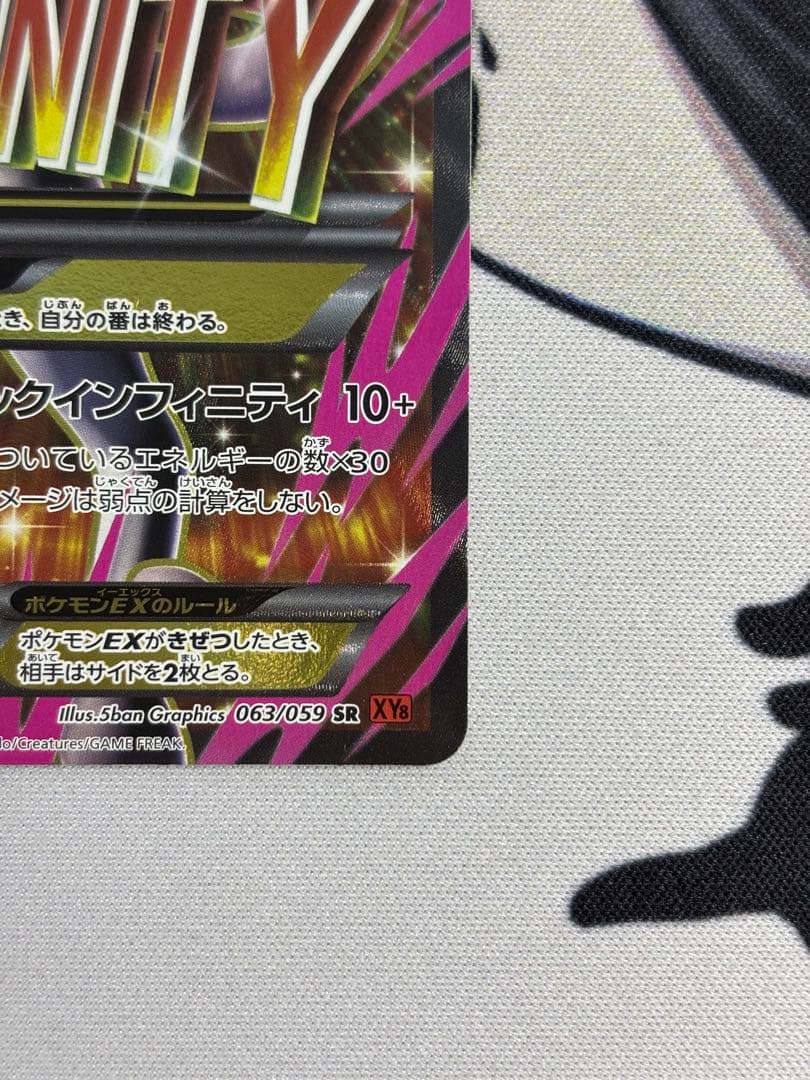 NITY
き、自分の番は終わる。
ックインフィニティ 10+
ついているエネルギーの数×30
メージは弱点の計算をしない。
ポケモンEXのルール
ポケモンEXがきぜつしたとき、
相手はサイドを2枚とる。
Illus.5ban Graphics 063/059 SR XY8
do/Creatures/GAME FREAK.